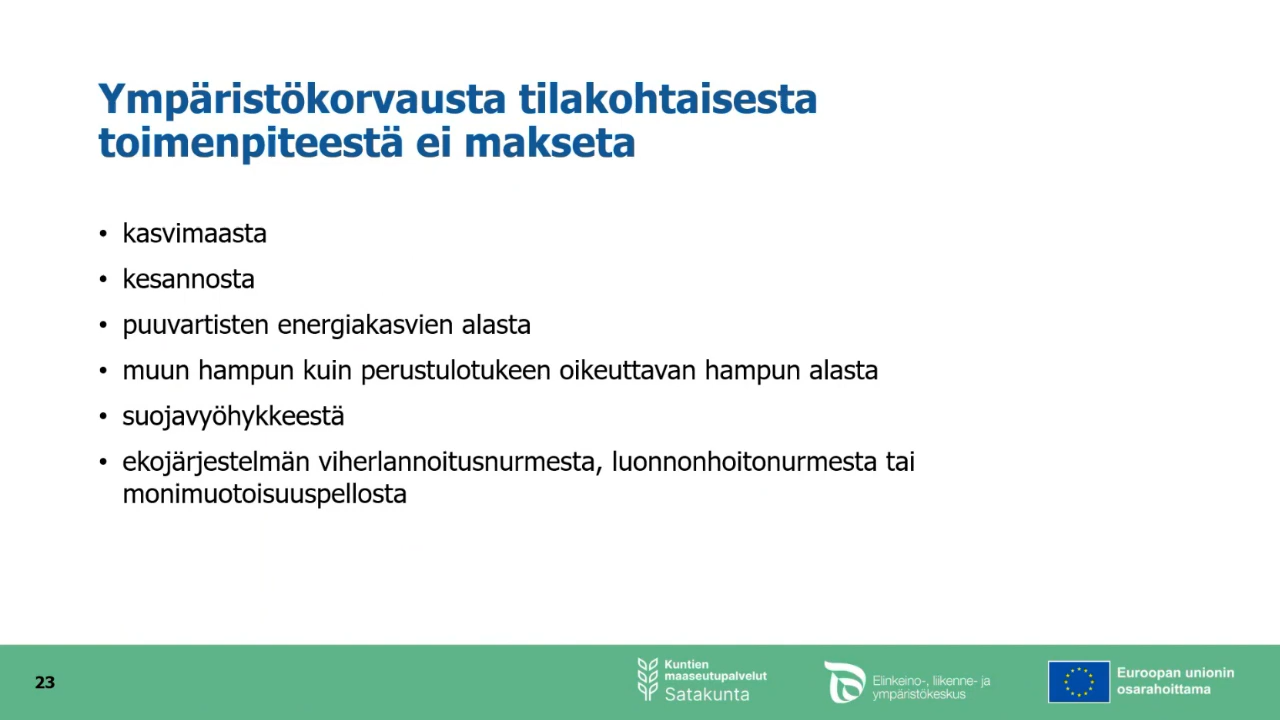 Ympäristökorvausta tilakohtaisesta
toimenpiteestä ei makseta
• kasvimaasta
• kesannosta
• puuvartisten energiakasvien alasta
• muun hampun kuin perustulotukeen oikeuttavan hampun alasta
• suojavyöhykkeestä
• ekojärjestelmän viherlannoitusnurmesta, luonnonhoitonurmesta tai
monimuotoisuuspellosta
23
Kuntien
maaseutupalvelut
Satakunta
Elinkeino-, liikenne- ja
ympäristökeskus
Euroopan unionin
osarahoittama